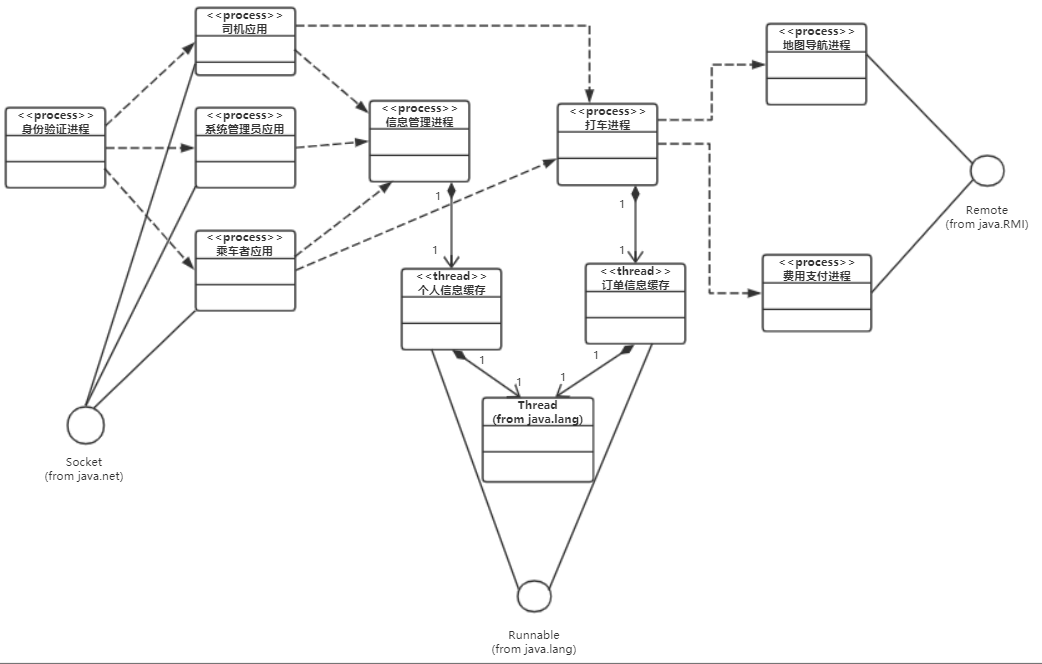 <<process>>
司机应用
<<process>>
地图导航进程
<<process>>
身份验证进程
<<process>>
系统管理员应用
<<process>>
信息管理进程
<<process>>
打车进程
1
1
Remote
(from java.RMI)
<<process>>
乘车者应用
1
1
<<process>>
费用支付进程
<<thread>>
个人信息缓存
<<thread>>
订单信息缓存
1
1
1
1
Thread
(from java.lang)
Socket
(from java.net)
Runnable
(from java.lang)